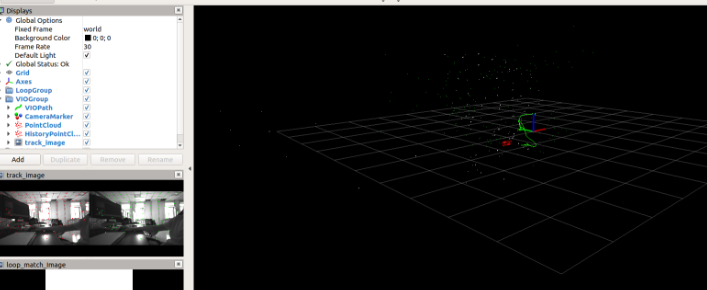 Displays
Global Options
Fixed Frame world
Background Color 0; 0; 0
Frame Rate 30
Default Light
Global Status: Ok
Grid
Axes
LoopGroup
VIOGroup
VIOPath
CameraMarker
PointCloud
HistoryPointCl...
track_image
Add Duplicate Remove Rename
track_image
loop_match_image